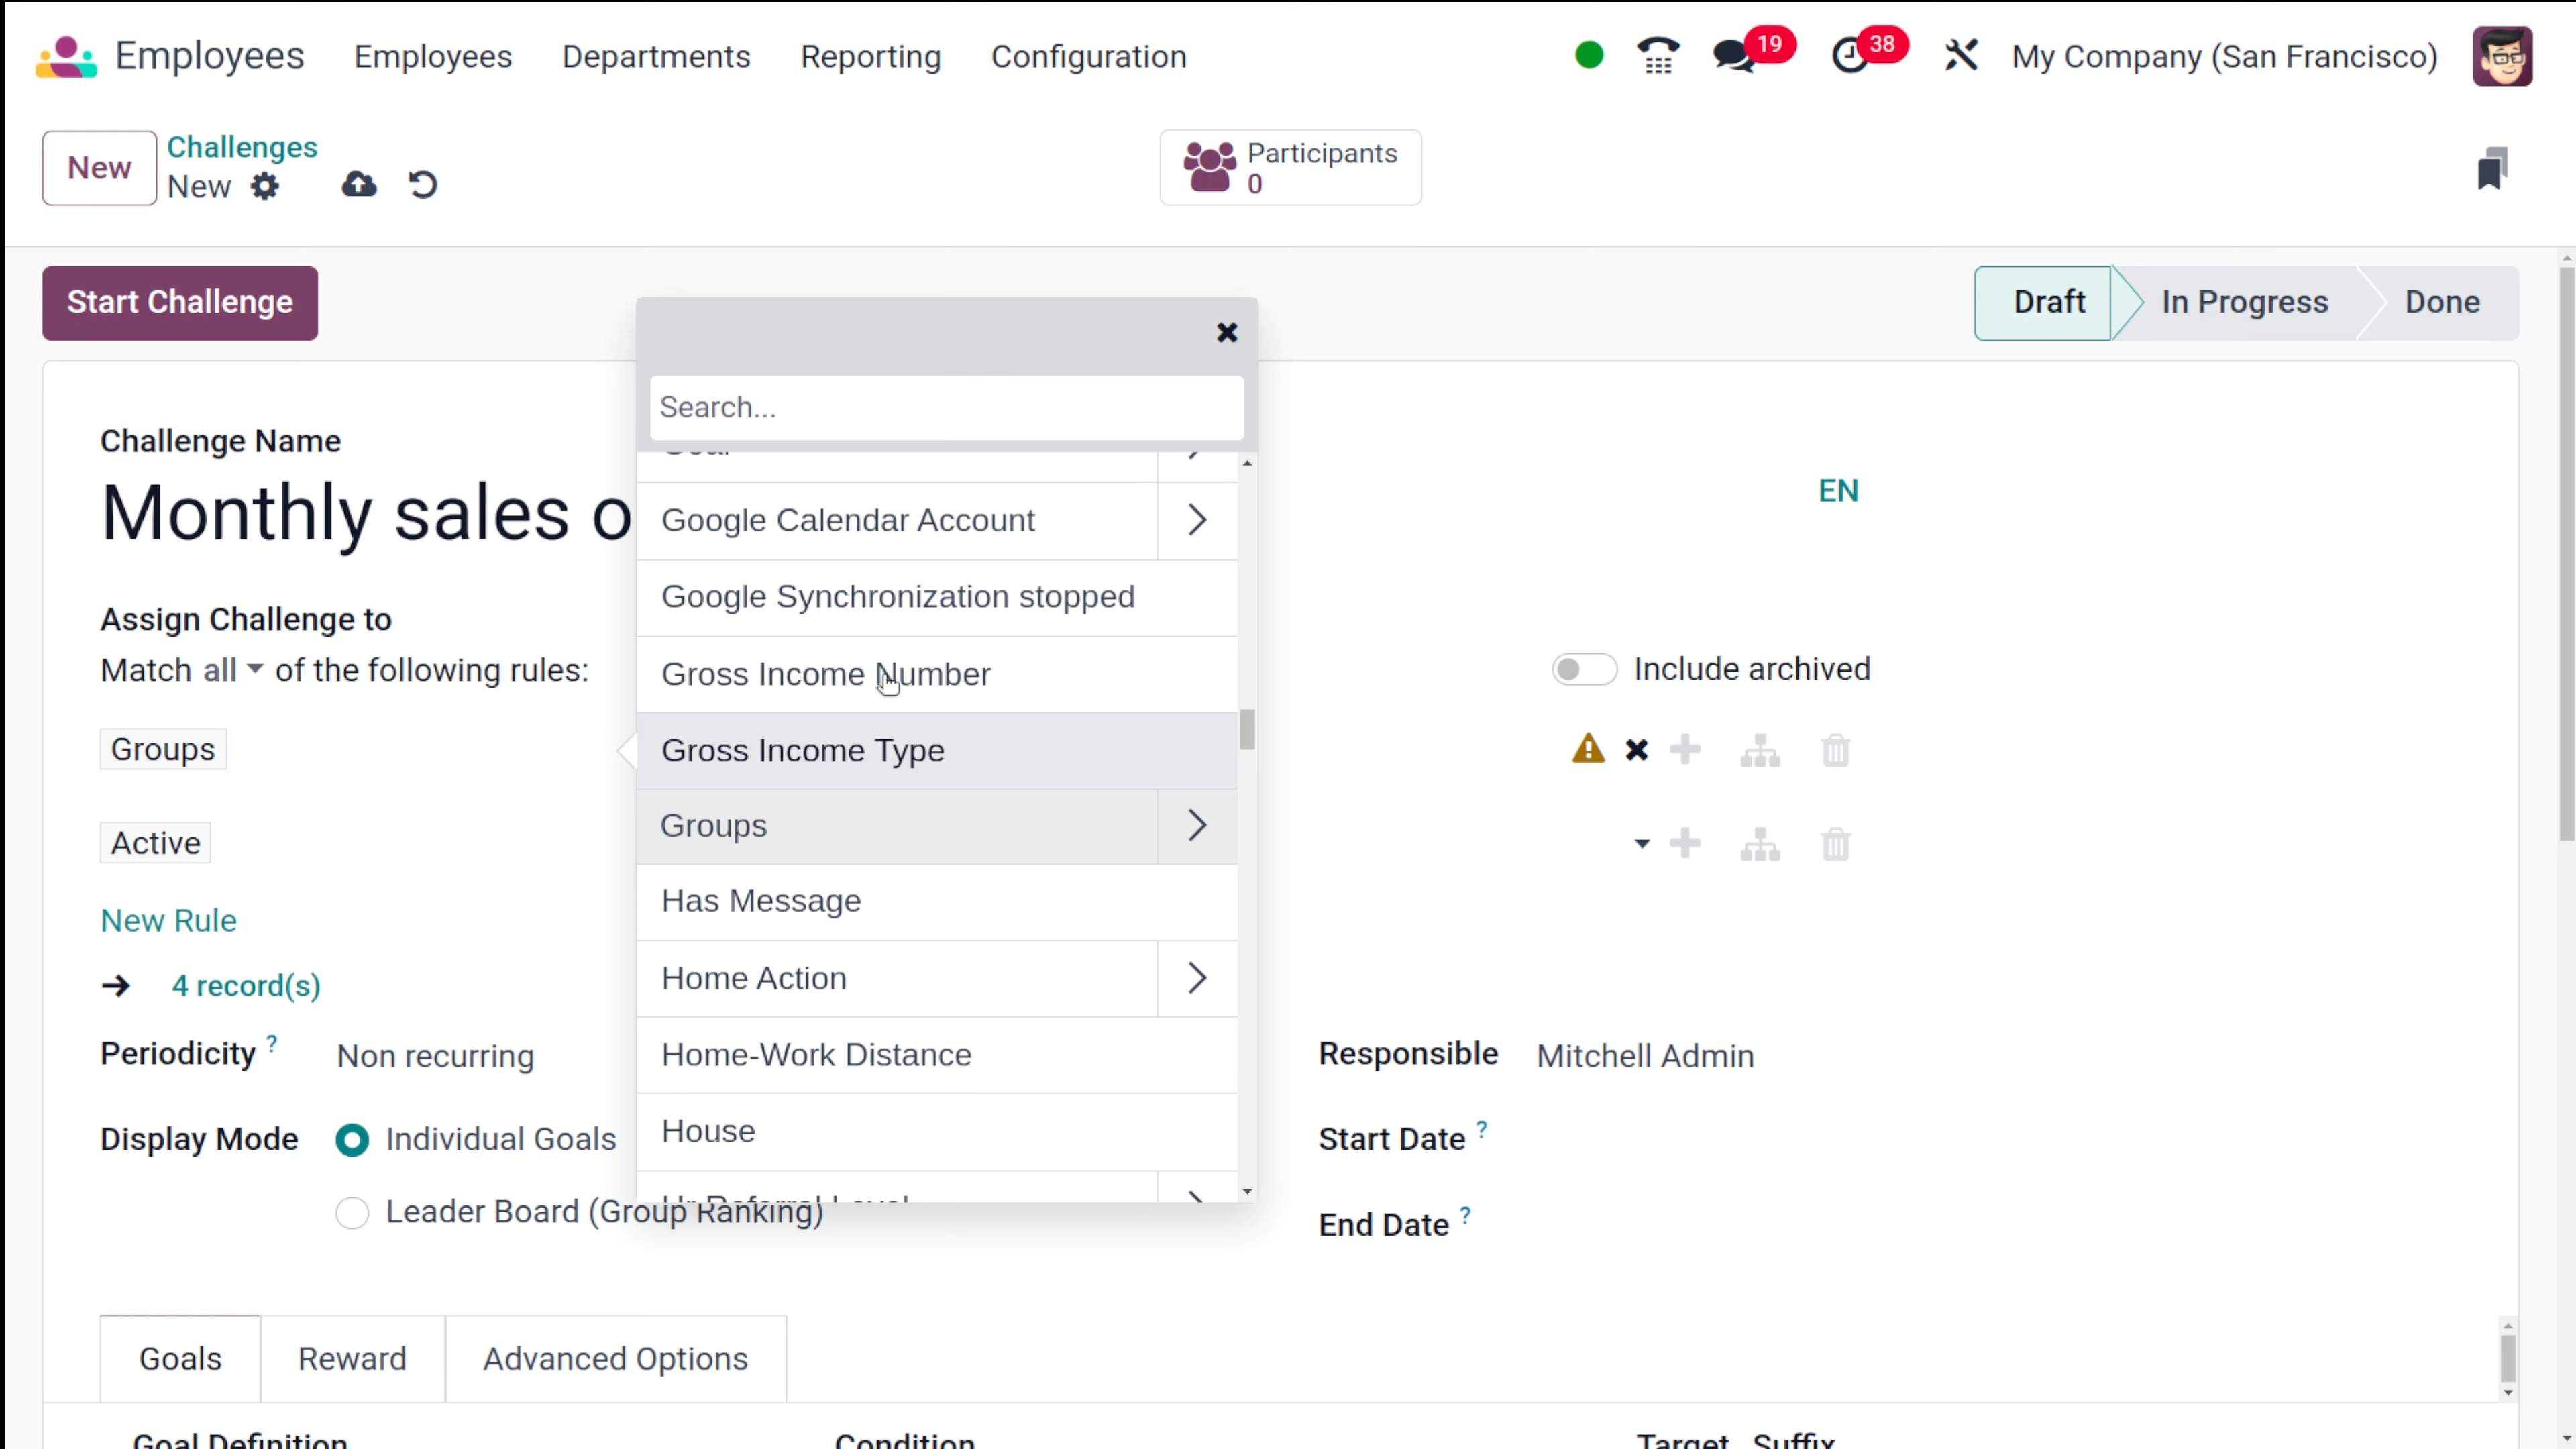 Employees Employees Departments Reporting Configuration 19 38 My Company (San Francisco)
New Challenges
New
Participants
0
Start Challenge
Draft In Progress Done
Search...
Challenge Name
Monthly sales o
EN
Google Calendar Account
Google Synchronization stopped
Assign Challenge to
Match all of the following rules:
Include archived
Gross Income Number
Groups
Gross Income Type
Groups
Active
Has Message
New Rule
Home Action
4 record(s)
Periodicity ? Non recurring
Home-Work Distance
Responsible Mitchell Admin
Display Mode Individual Goals
House
Start Date ?
Leader Board (Group Ranking)
End Date ?
Goals Reward Advanced Options
Goal Definition Condition Target Suffix